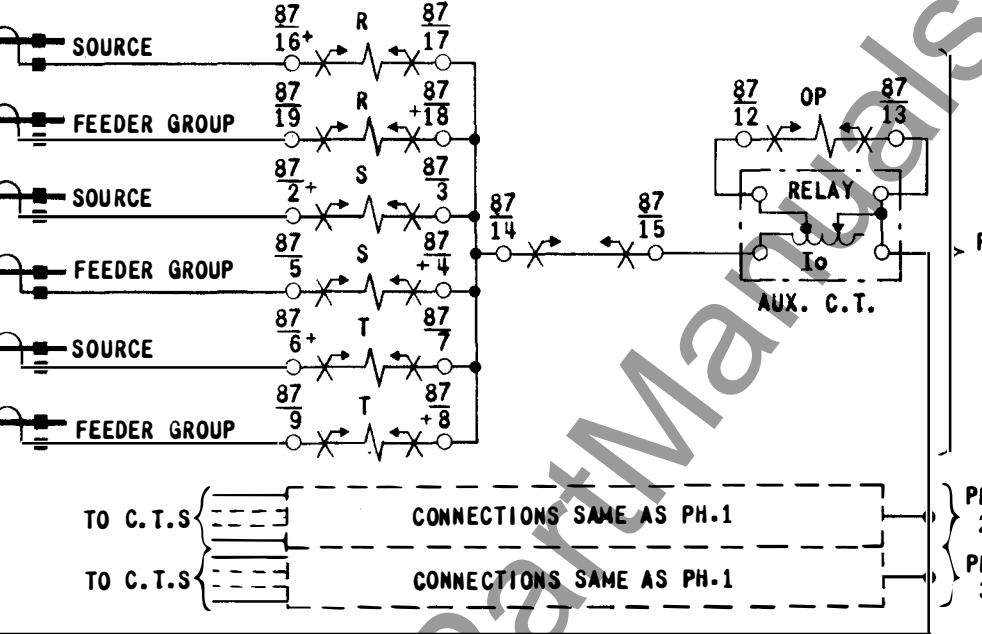 87
16+
R
87
17
SOURCE
87
19
R
87
+18
FEEDER GROUP
87
12
OP
87
13
87
2+
S
87
3
SOURCE
RELAY
87
14
87
15
87
5
S
87
+4
FEEDER GROUP
Io
AUX. C.T.
87
6+
T
87
7
SOURCE
87
9
T
87
+8
FEEDER GROUP
TO C.T.S
CONNECTIONS SAME AS PH.1
TO C.T.S
CONNECTIONS SAME AS PH.1